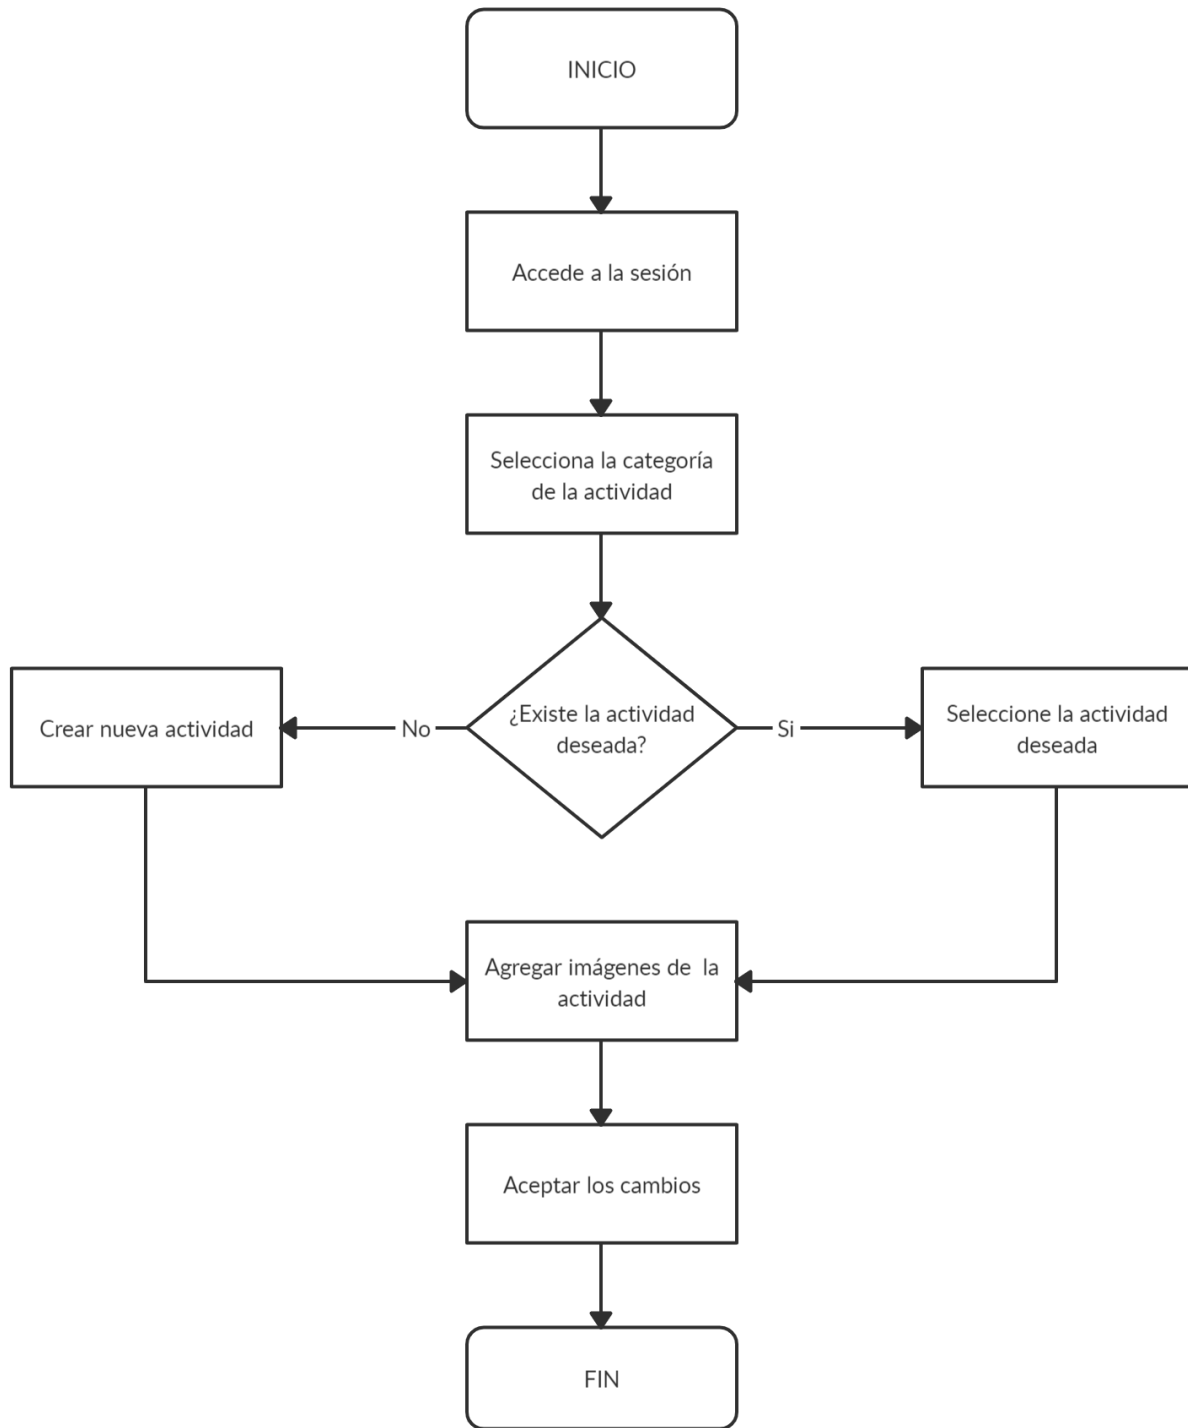 INICIO
Accede a la sesión
Selecciona la categoría
de la actividad
¿Existe la actividad
deseada?
No
Crear nueva actividad
Si
Seleccione la actividad
deseada
Agregar imágenes de  la
actividad
Aceptar los cambios
FIN